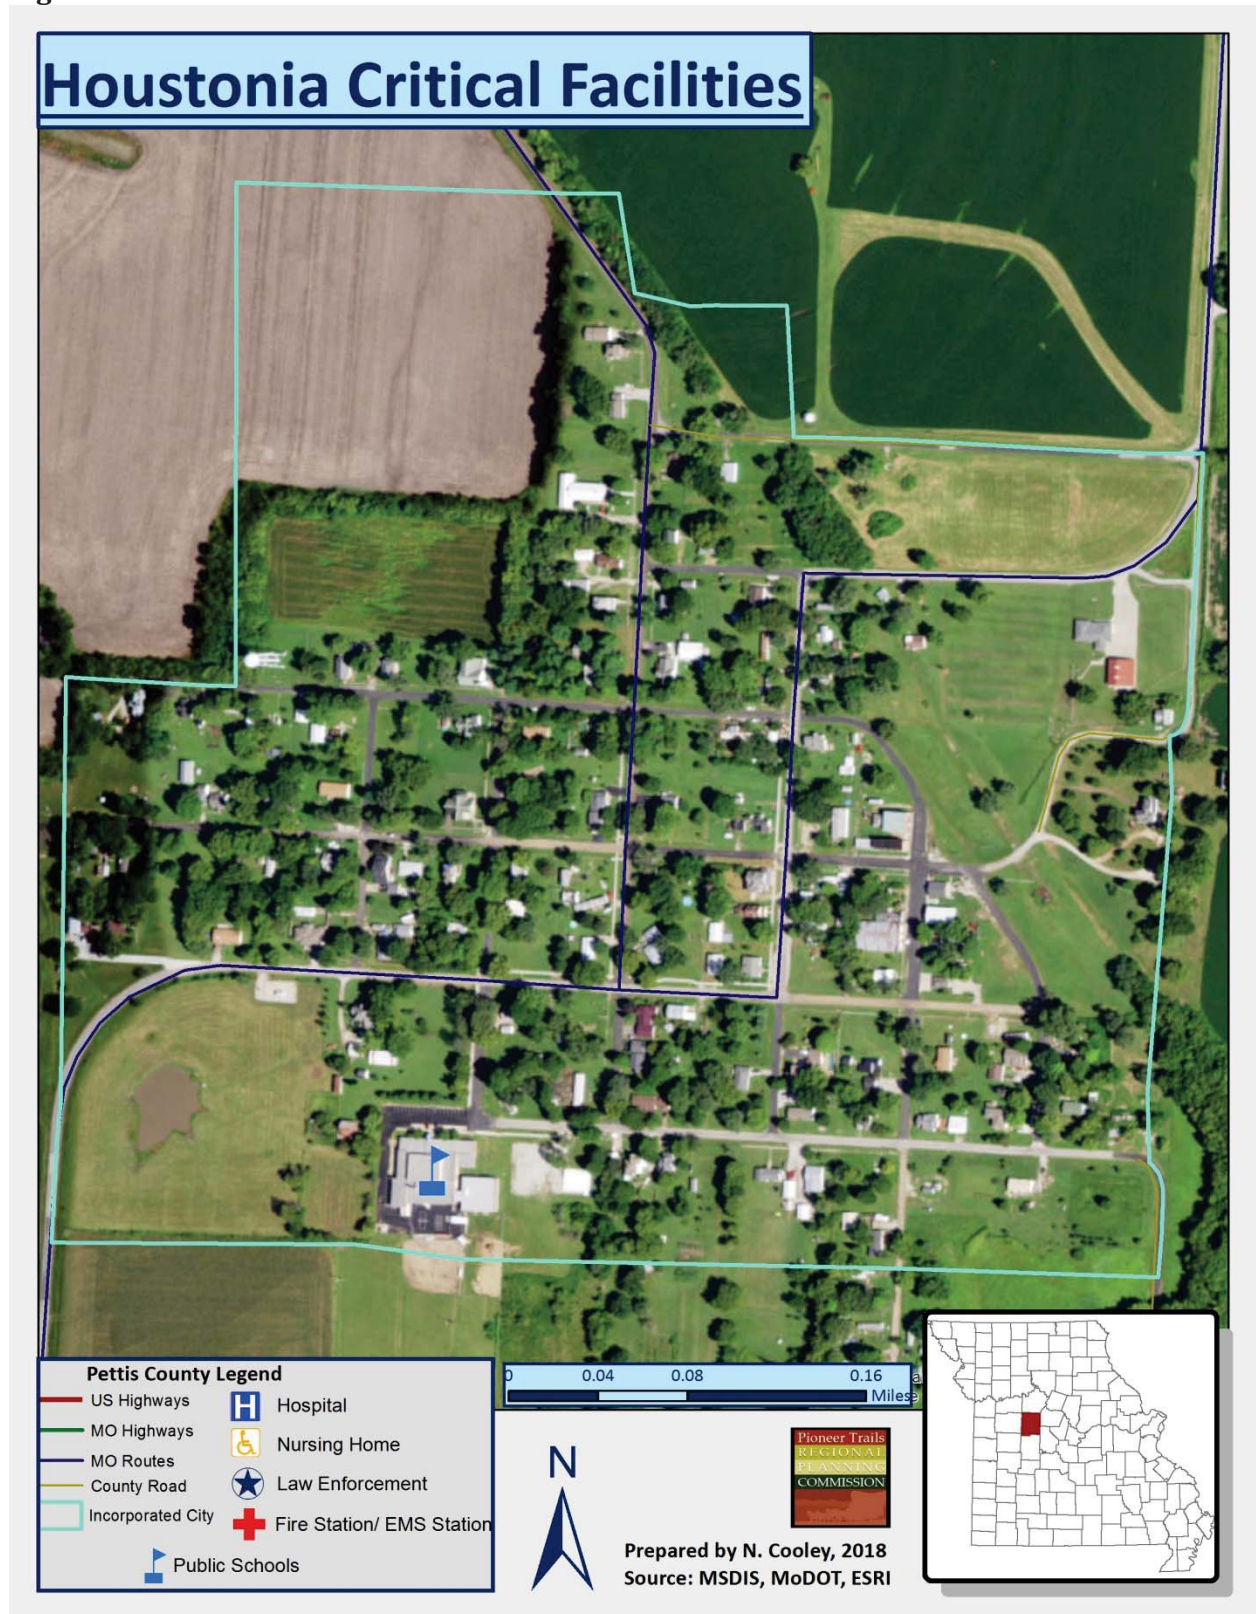 Houstonia Critical Facilities
Pettis County Legend
US Highways
MO Highways
MO Routes
County Road
Incorporated City
Hospital
Nursing Home
Law Enforcement
Fire Station/ EMS Station
Public Schools
0 0.04 0.08 0.16
Miles
N
Pioneer Trails
REGIONAL
PLANNING
COMMISSION
Prepared by N. Cooley, 2018
Source: MSDIS, MoDOT, ESRI